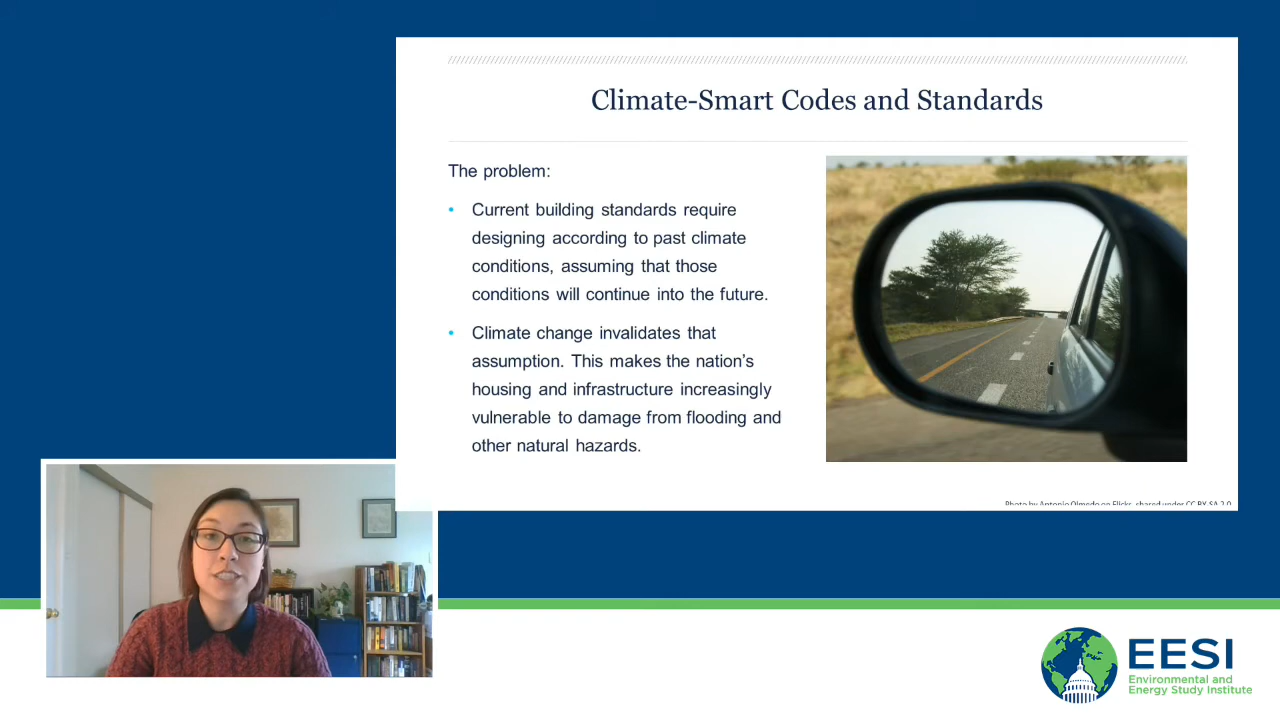 Climate-Smart Codes and Standards
The problem:
• Current building standards require
designing according to past climate
conditions, assuming that those
conditions will continue into the future.
• Climate change invalidates that
assumption. This makes the nation's
housing and infrastructure increasingly
vulnerable to damage from flooding and
other natural hazards.
Photo by Antonio Olmedo on Flickr, shared under CC BY-SA 2.0
EESI
Environmental and
Energy Study Institute